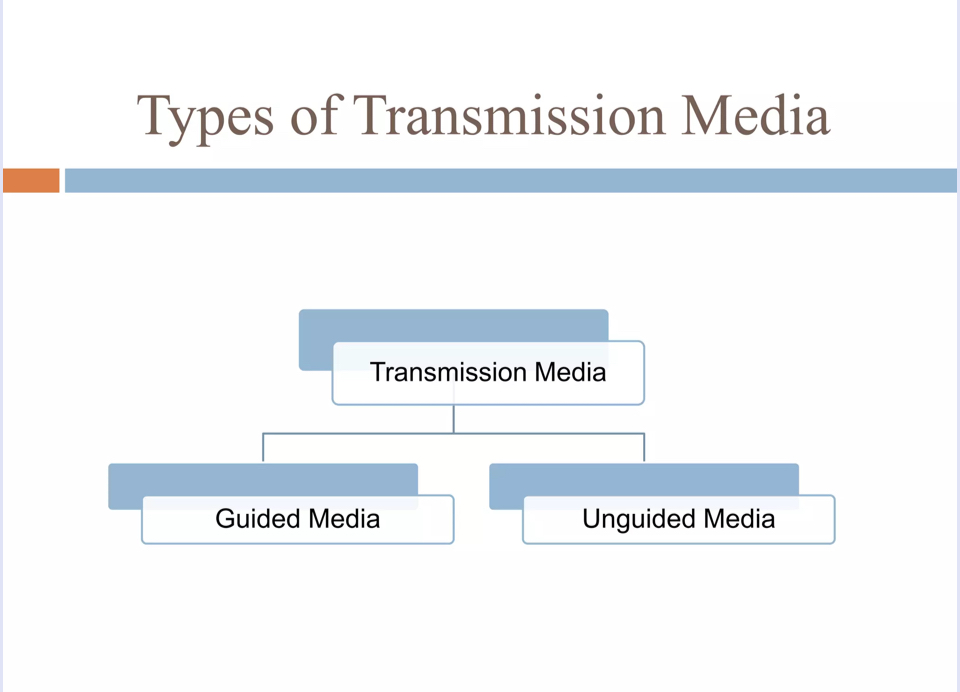 Types of Transmission Media
Transmission Media
Guided Media
Unguided Media